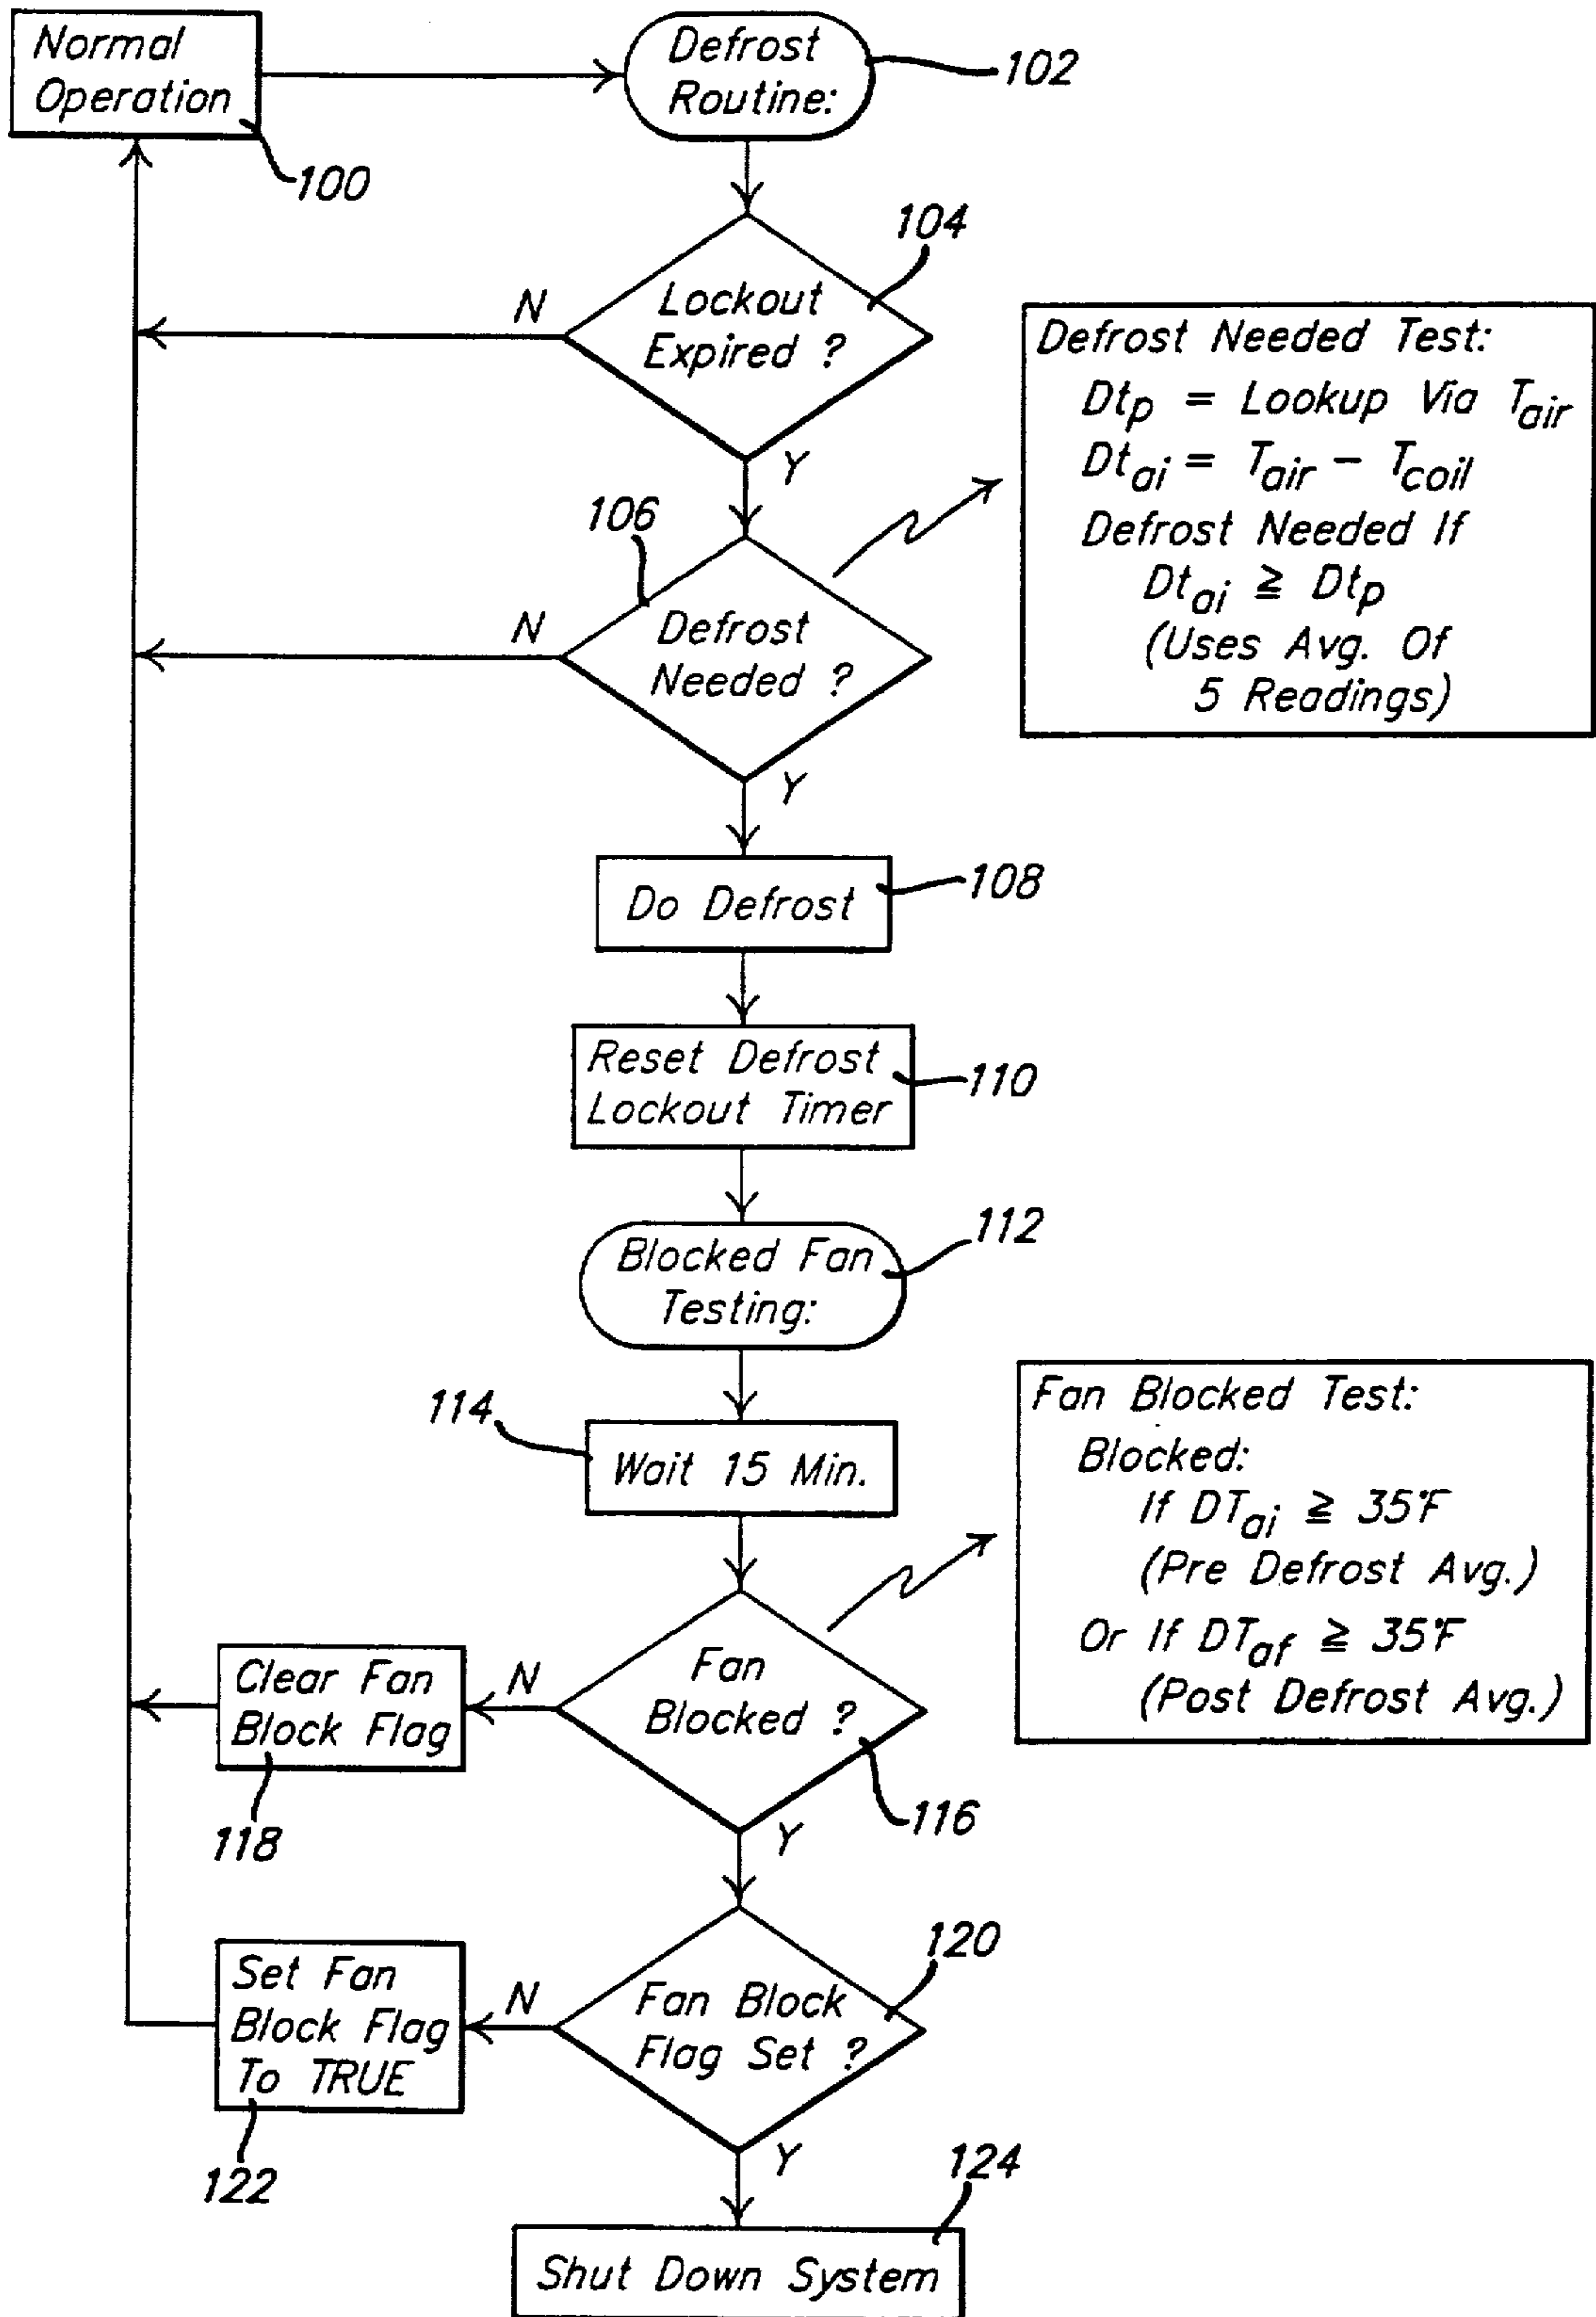 Normal
Operation
100
Defrost
Routine:
102
104
Lockout
Expired ?
N
Y
Defrost Needed Test:
Dtp = Lookup Via Tair
Dtai = Tair - Tcoil
Defrost Needed If
Dtai ≧ Dtp
(Uses Avg. Of
5 Readings)
106
Defrost
Needed ?
N
Y
Do Defrost
108
Reset Defrost
Lockout Timer
110
Blocked Fan
Testing:
112
114
Wait 15 Min.
Fan Blocked Test:
Blocked:
If DTai ≧ 35°F
(Pre Defrost Avg.)
Or If DTaf ≧ 35°F
(Post Defrost Avg.)
Fan
Blocked ?
116
N
Y
Clear Fan
Block Flag
118
120
Fan Block
Flag Set ?
N
Y
Set Fan
Block Flag
To TRUE
122
124
Shut Down System